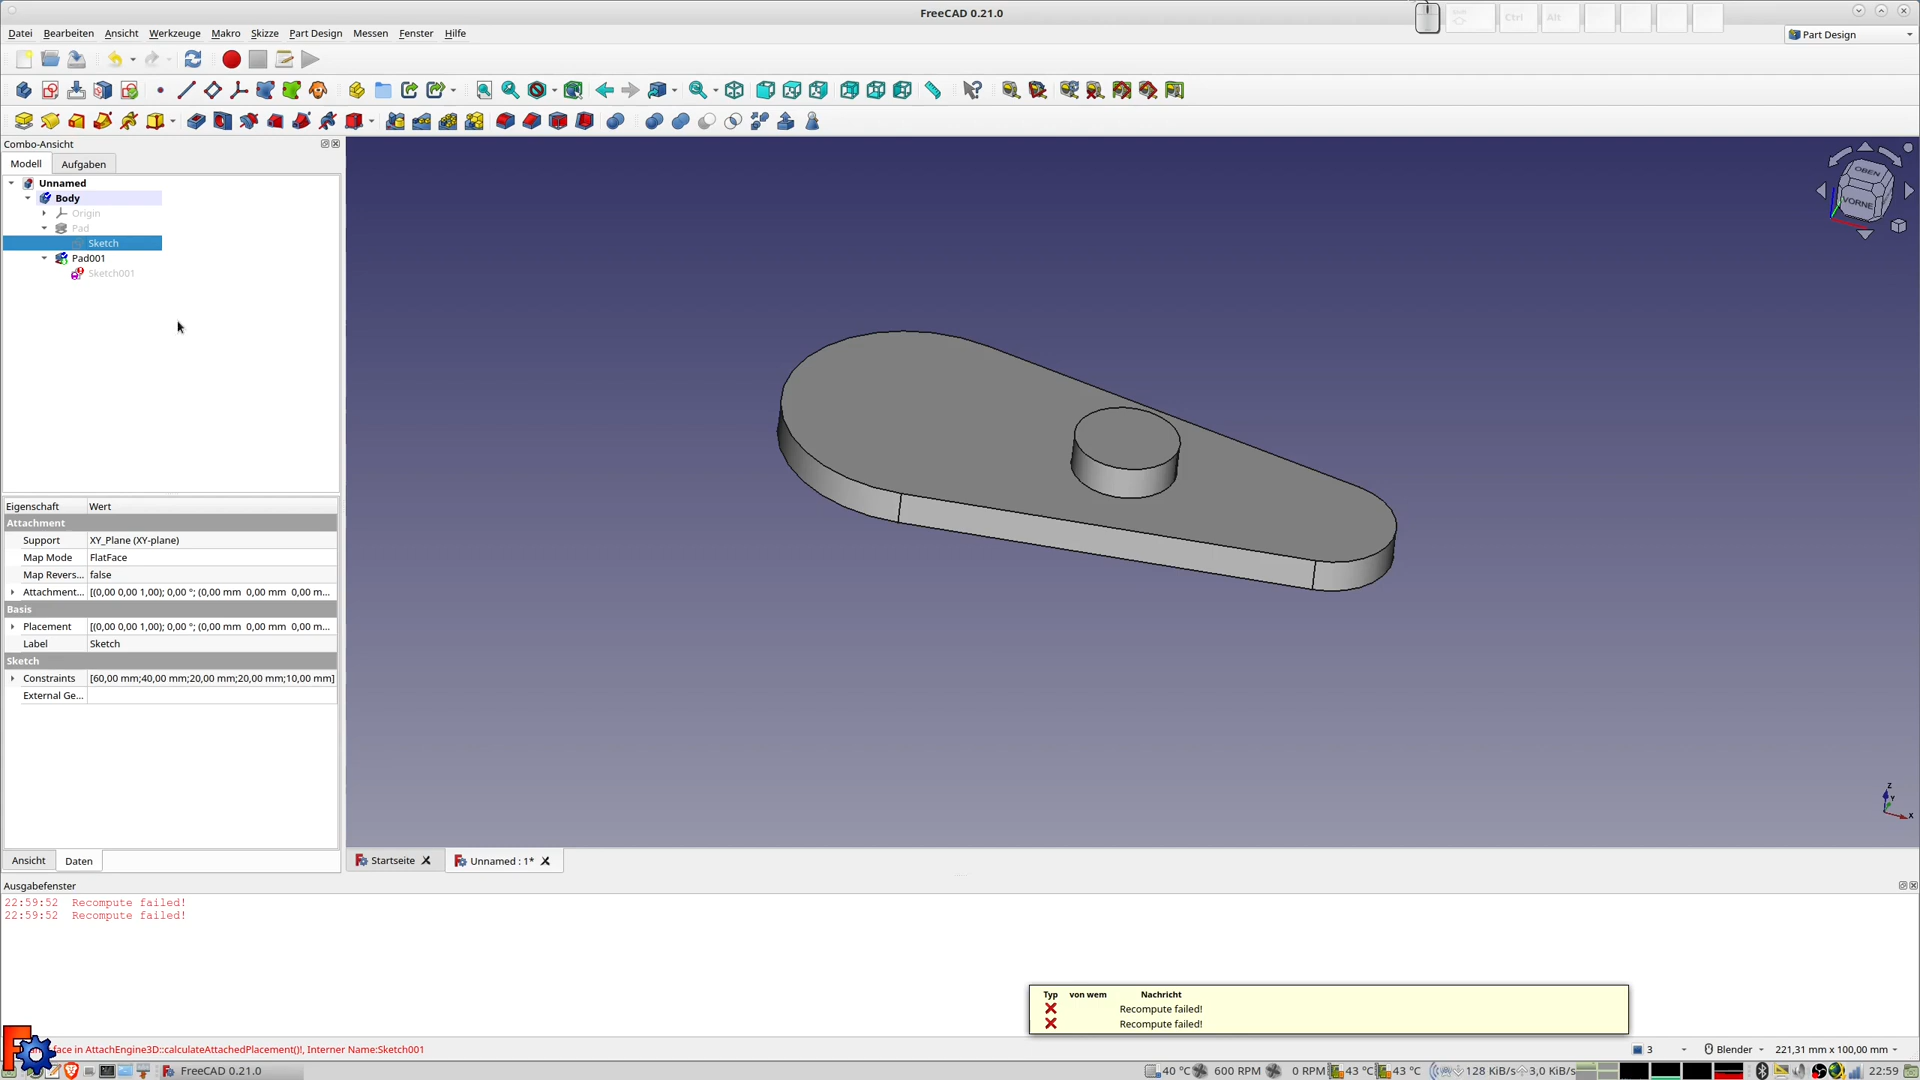 FreeCAD 0.21.0
Ctrl
Alt
Datei Bearbeiten Ansicht Werkzeuge Makro Skizze Part Design Messen Fenster Hilfe
Part Design
Combo-Ansicht
Modell Aufgaben
Unnamed
Body
Origin
Pad
Sketch
Pad001
Sketch001
OBEN
VORNE
Eigenschaft Wert
Attachment
Support XY_Plane (XY-plane)
Map Mode FlatFace
Map Revers... false
Attachment... [(0,00 0,00 1,00); 0,00 °; (0,00 mm 0,00 mm 0,00 m...
Basis
Placement [(0,00 0,00 1,00); 0,00 °; (0,00 mm 0,00 mm 0,00 m...
Label Sketch
Sketch
Constraints [60,00 mm;40,00 mm;20,00 mm;20,00 mm;10,00 mm]
External Ge...
Z
Y
X
Ansicht Daten
Startseite Unnamed : 1*
Ausgabefenster
22:59:52 Recompute failed!
22:59:52 Recompute failed!
Typ von wem Nachricht
Recompute failed!
Recompute failed!
face in AttachEngine3D::calculateAttachedPlacement()!, Interner Name:Sketch001
3 Blender 221,31 mm x 100,00 mm
FreeCAD 0.21.0
40 °C 600 RPM 0 RPM 43 °C 43 °C 128 KiB/s 3,0 KiB/s 22:59